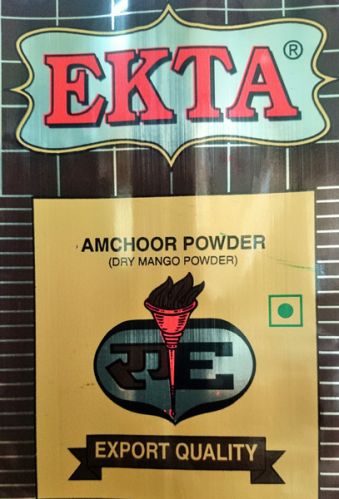 EKTA®
AMCHOOR POWDER
(DRY MANGO POWDER)
E
EXPORT QUALITY